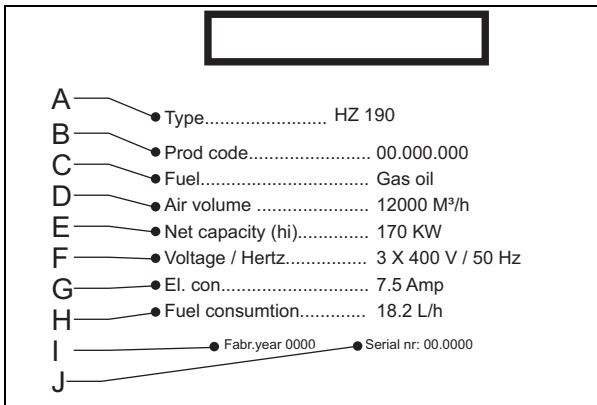 A
Type........................ HZ 190
B
Prod code........................ 00.000.000
C
Fuel................................. Gas oil
D
Air volume ...................... 12000 M³/h
E
Net capacity (hi).............. 170 KW
F
Voltage / Hertz................ 3 X 400 V / 50 Hz
G
El. con............................. 7.5 Amp
H
Fuel consumtion............. 18.2 L/h
I
Fabr.year 0000
Serial nr: 00.0000
J